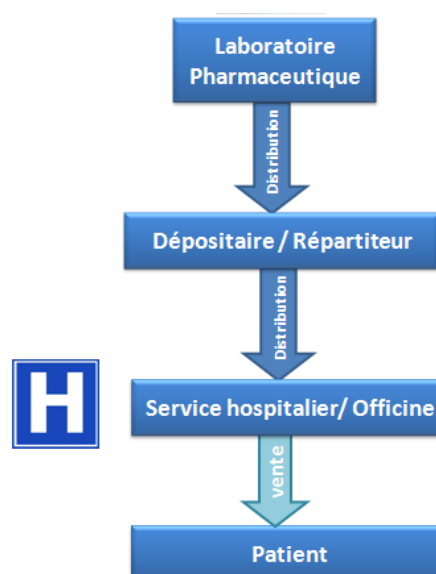 Laboratoire
Pharmaceutique
Distribution
Dépositaire / Répartiteur
Distribution
H
Service hospitalier/ Officine
vente
Patient